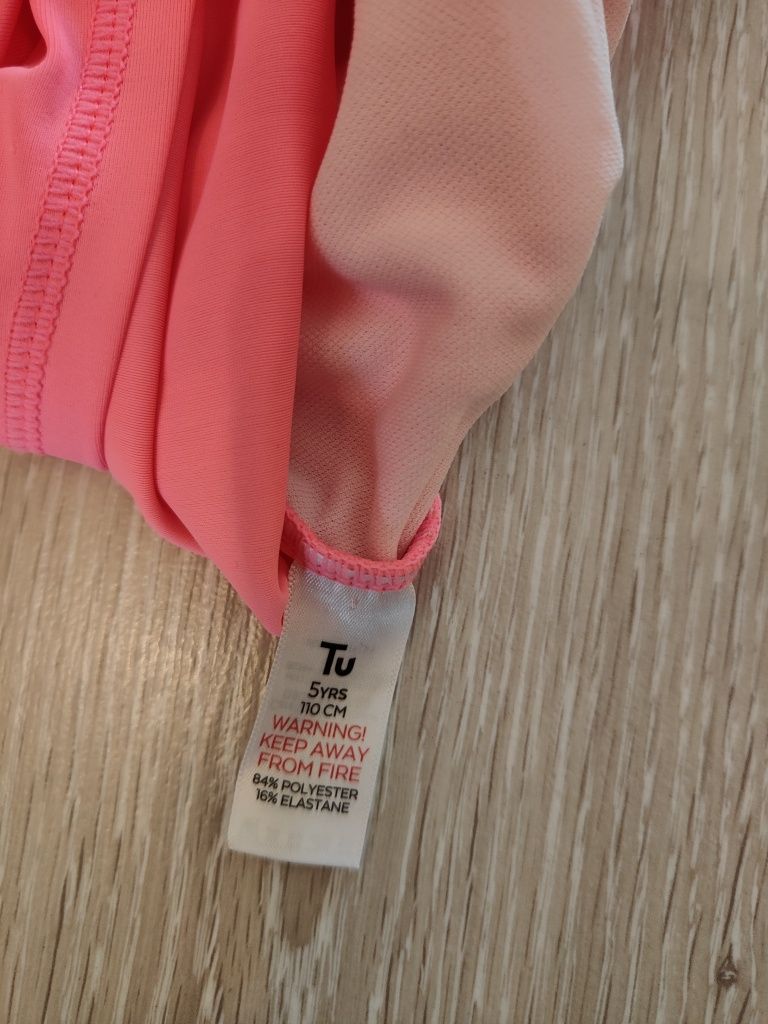 Tu
5YRS
110 CM
WARNING!
KEEP AWAY
FROM FIRE
84% POLYESTER
16% ELASTANE